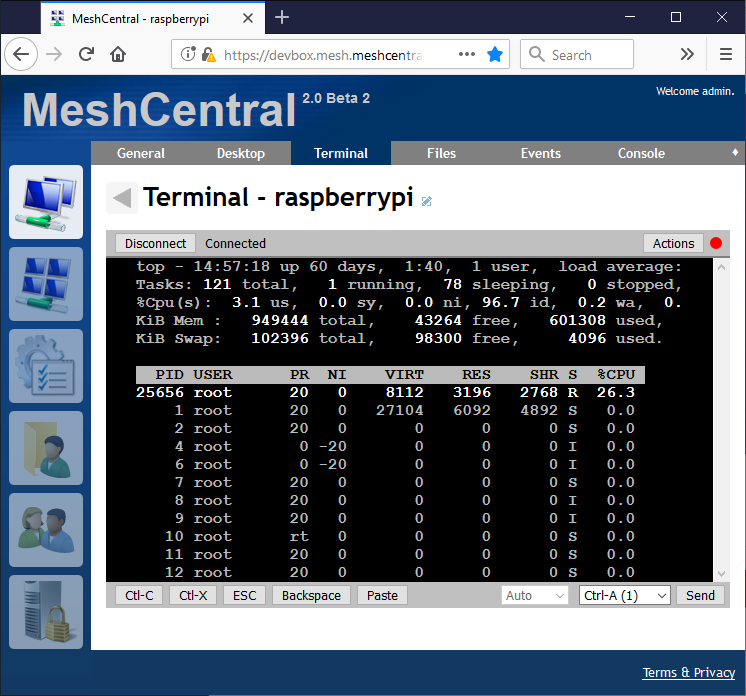 MeshCentral - raspberrypi
https://devbox.mesh.meshcentra
Search
MeshCentral 2.0 Beta 2
Welcome admin.
General Desktop Terminal Files Events Console
Terminal - raspberrypi
Disconnect Connected Actions
top - 14:57:18 up 60 days, 1:40, 1 user, load average:
Tasks: 121 total, 1 running, 78 sleeping, 0 stopped,
%Cpu(s): 3.1 us, 0.0 sy, 0.0 ni, 96.7 id, 0.2 wa, 0.
KiB Mem : 949444 total, 43264 free, 601308 used,
KiB Swap: 102396 total, 98300 free, 4096 used.
PID USER PR NI VIRT RES SHR S %CPU
25656 root 20 0 8112 3196 2768 R 26.3
1 root 20 0 27104 6092 4892 S 0.0
2 root 20 0 0 0 0 S 0.0
4 root 0 -20 0 0 0 I 0.0
6 root 0 -20 0 0 0 I 0.0
7 root 20 0 0 0 0 S 0.0
8 root 20 0 0 0 0 I 0.0
9 root 20 0 0 0 0 I 0.0
10 root rt 0 0 0 0 S 0.0
11 root 20 0 0 0 0 S 0.0
12 root 20 0 0 0 0 S 0.0
Ctl-C Ctl-X ESC Backspace Paste Auto Ctrl-A (1) Send
Terms & Privacy